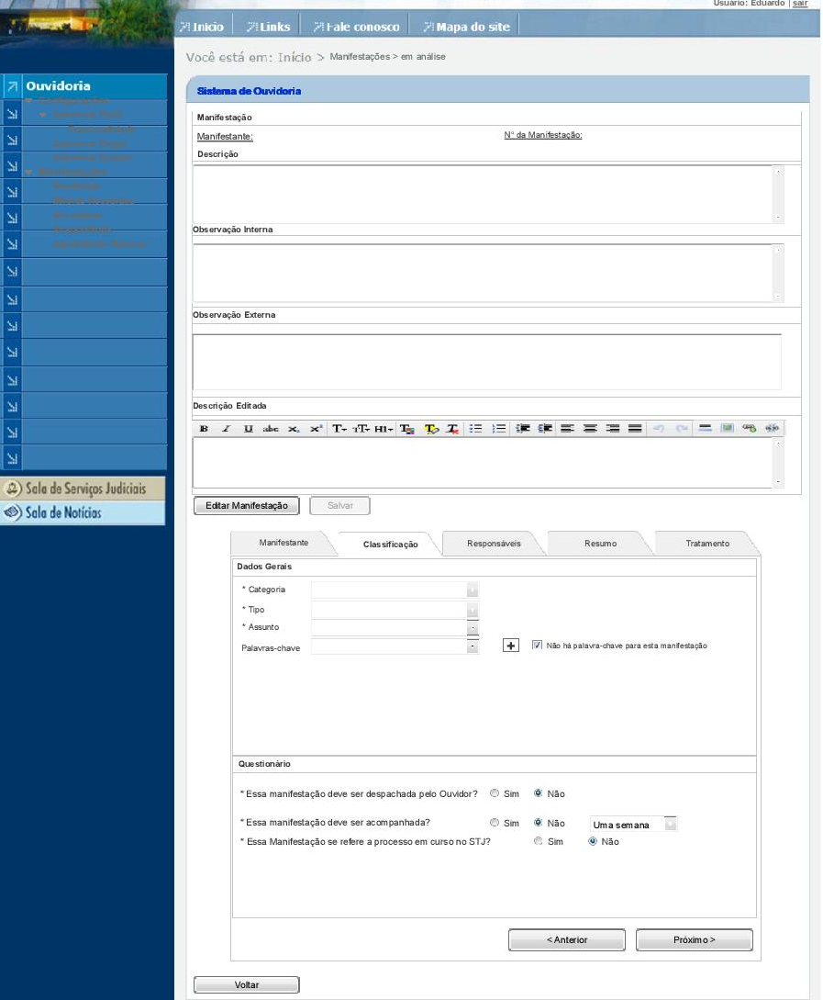 Usuário: Eduardo | sair
Início Links Fale conosco Mapa do site
Você está em: Início > Manifestações > em análise
Ouvidoria
Sistema de Ouvidoria
Manifestação
Manifestante: N° da Manifestação:
Descrição
Observação Interna
Observação Externa
Descrição Editada
B I U abc X, X² T T H1
Editar Manifestação Salvar
Sala de Serviços Judiciais
Sala de Notícias
Manifestante Classificação Responsáveis Resumo Tratamento
Dados Gerais
* Categoria
* Tipo
* Assunto
Palavras-chave + Não há palavra-chave para esta manifestação
Questionário
* Essa manifestação deve ser despachada pelo Ouvidor? Sim Não
* Essa manifestação deve ser acompanhada? Sim Não Uma semana
* Essa Manifestação se refere a processo em curso no STJ? Sim Não
< Anterior Próximo >
Voltar